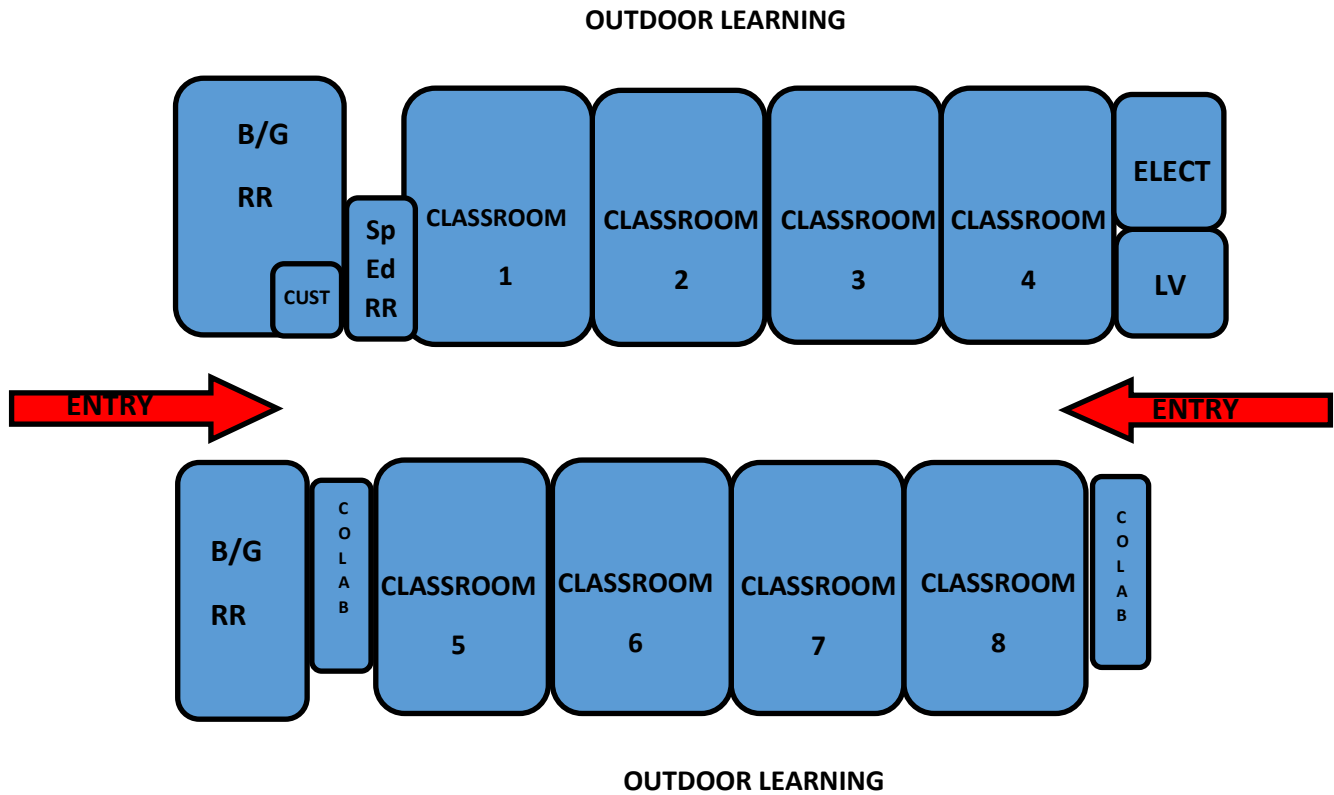 OUTDOOR LEARNING
B/G
RR
CUST
Sp
Ed
RR
CLASSROOM
1
CLASSROOM
2
CLASSROOM
3
CLASSROOM
4
ELECT
LV
ENTRY
ENTRY
B/G
RR
C
O
L
A
B
CLASSROOM
5
CLASSROOM
6
CLASSROOM
7
CLASSROOM
8
C
O
L
A
B
OUTDOOR LEARNING